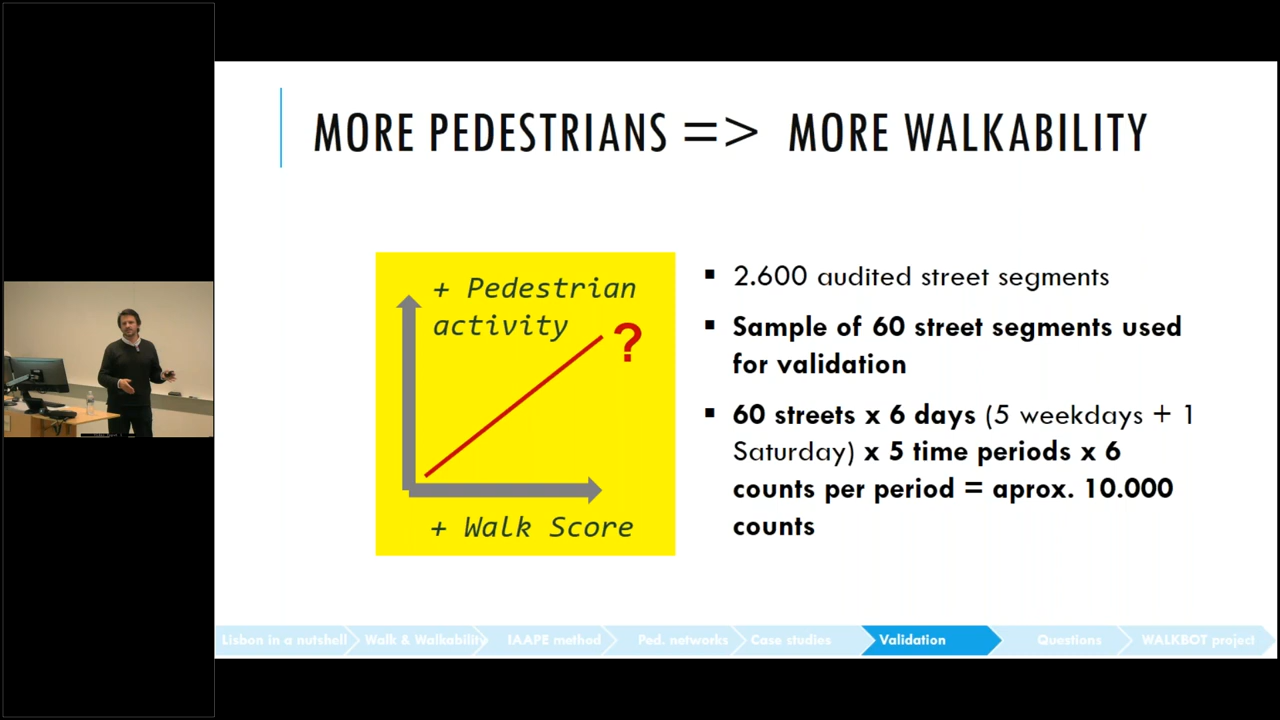 MORE PEDESTRIANS => MORE WALKABILITY
+ Pedestrian
activity
?
+ Walk Score
▪ 2.600 audited street segments
▪ Sample of 60 street segments used
for validation
▪ 60 streets x 6 days (5 weekdays + 1
Saturday) x 5 time periods x 6
counts per period = aprox. 10.000
counts
Lisbon in a nutshell
Walk & Walkability
IAAPE method
Ped. networks
Case studies
Validation
Questions
WALKBOT project